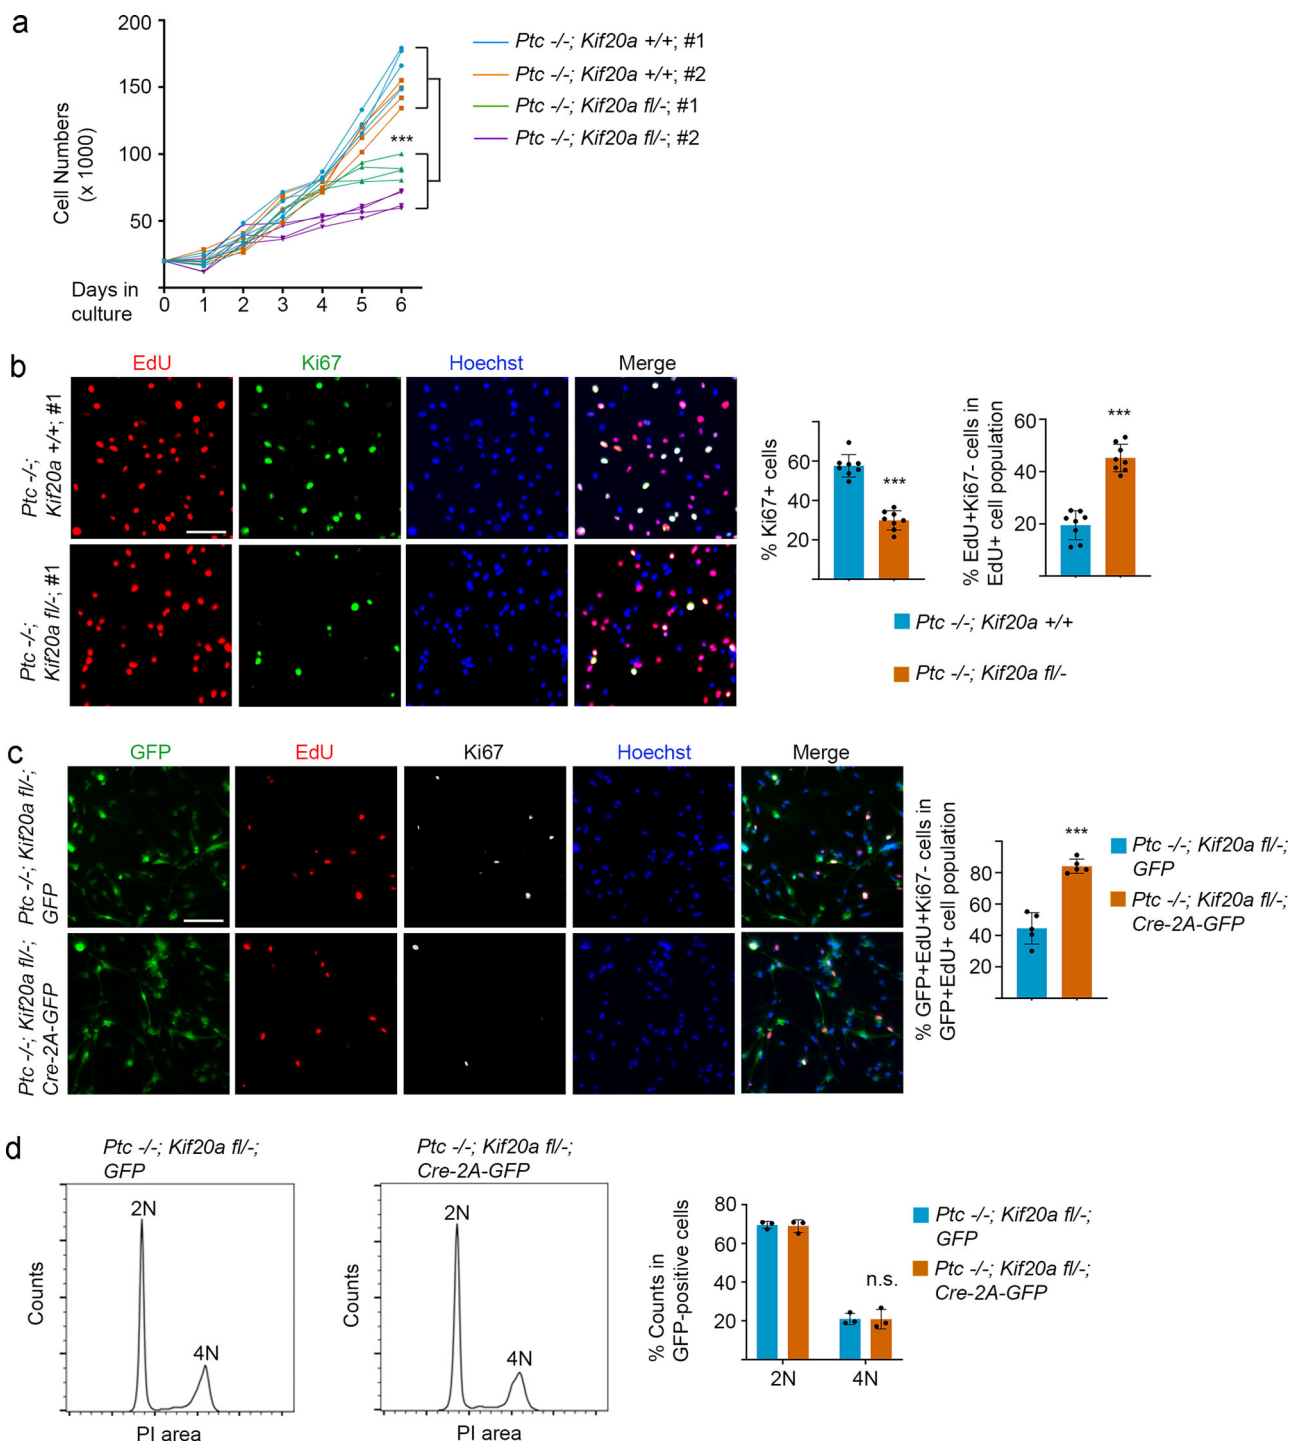 a
200
150
100
50
Cell Numbers
(x 1000)
Days in
culture
0 1 2 3 4 5 6
***
Ptc -/-; Kif20a +/+; #1
Ptc -/-; Kif20a +/+; #2
Ptc -/-; Kif20a fl/-; #1
Ptc -/-; Kif20a fl/-; #2
b
EdU Ki67 Hoechst Merge
Ptc -/-;
Kif20a +/+; #1
Ptc -/-;
Kif20a fl/-; #1
% Ki67+ cells
60
40
20
***
% EdU+Ki67- cells in
EdU+ cell population
60
40
20
***
Ptc -/-; Kif20a +/+
Ptc -/-; Kif20a fl/-
c
GFP EdU Ki67 Hoechst Merge
Ptc -/-; Kif20a fl/-;
GFP
Ptc -/-; Kif20a fl/-;
Cre-2A-GFP
% GFP+EdU+Ki67- cells in
GFP+EdU+ cell population
80
60
40
20
***
Ptc -/-; Kif20a fl/-;
GFP
Ptc -/-; Kif20a fl/-;
Cre-2A-GFP
d
Ptc -/-; Kif20a fl/-;
GFP
2N
4N
Counts
PI area
Ptc -/-; Kif20a fl/-;
Cre-2A-GFP
2N
4N
Counts
PI area
% Counts in
GFP-positive cells
80
60
40
20
n.s.
2N 4N
Ptc -/-; Kif20a fl/-;
GFP
Ptc -/-; Kif20a fl/-;
Cre-2A-GFP